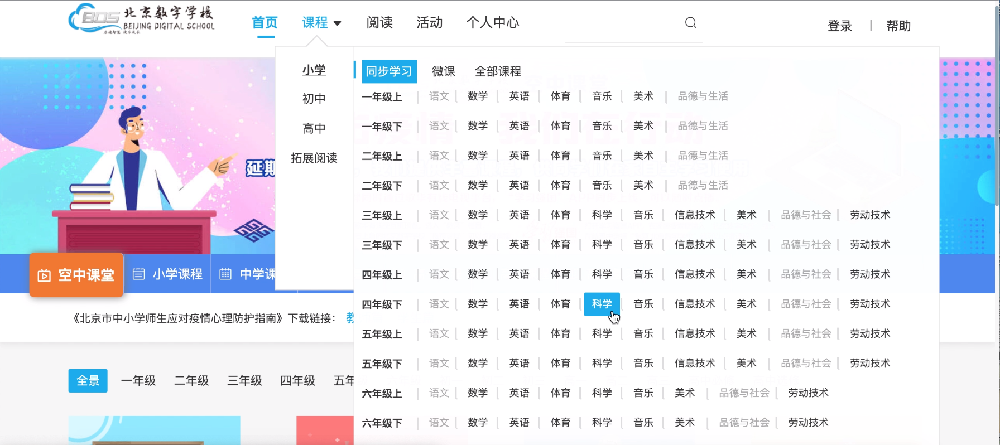 北京数字学校
BEIJING DIGITAL SCHOOL
首页 课程 阅读 活动 个人中心 登录 | 帮助
小学
初中
高中
拓展阅读
同步学习 微课 全部课程
一年级上 语文 数学 英语 体育 音乐 美术 品德与生活
一年级下 语文 数学 英语 体育 音乐 美术 品德与生活
二年级上 语文 数学 英语 体育 音乐 美术 品德与生活
二年级下 语文 数学 英语 体育 音乐 美术 品德与生活
三年级上 语文 数学 英语 体育 科学 音乐 信息技术 美术 品德与社会 劳动技术
三年级下 语文 数学 英语 体育 科学 音乐 信息技术 美术 品德与社会 劳动技术
四年级上 语文 数学 英语 体育 科学 音乐 信息技术 美术 品德与社会 劳动技术
四年级下 语文 数学 英语 体育 科学 音乐 信息技术 美术 品德与社会 劳动技术
五年级上 语文 数学 英语 体育 科学 音乐 信息技术 美术 品德与社会 劳动技术
五年级下 语文 数学 英语 体育 科学 音乐 信息技术 美术 品德与社会 劳动技术
六年级上 语文 数学 英语 体育 科学 音乐 美术 品德与社会 劳动技术
六年级下 语文 数学 英语 体育 科学 音乐 美术 品德与社会 劳动技术
延期
空中课堂 小学课程 中学课
《北京市中小学师生应对疫情心理防护指南》下载链接： 教
全景 一年级 二年级 三年级 四年级 五年